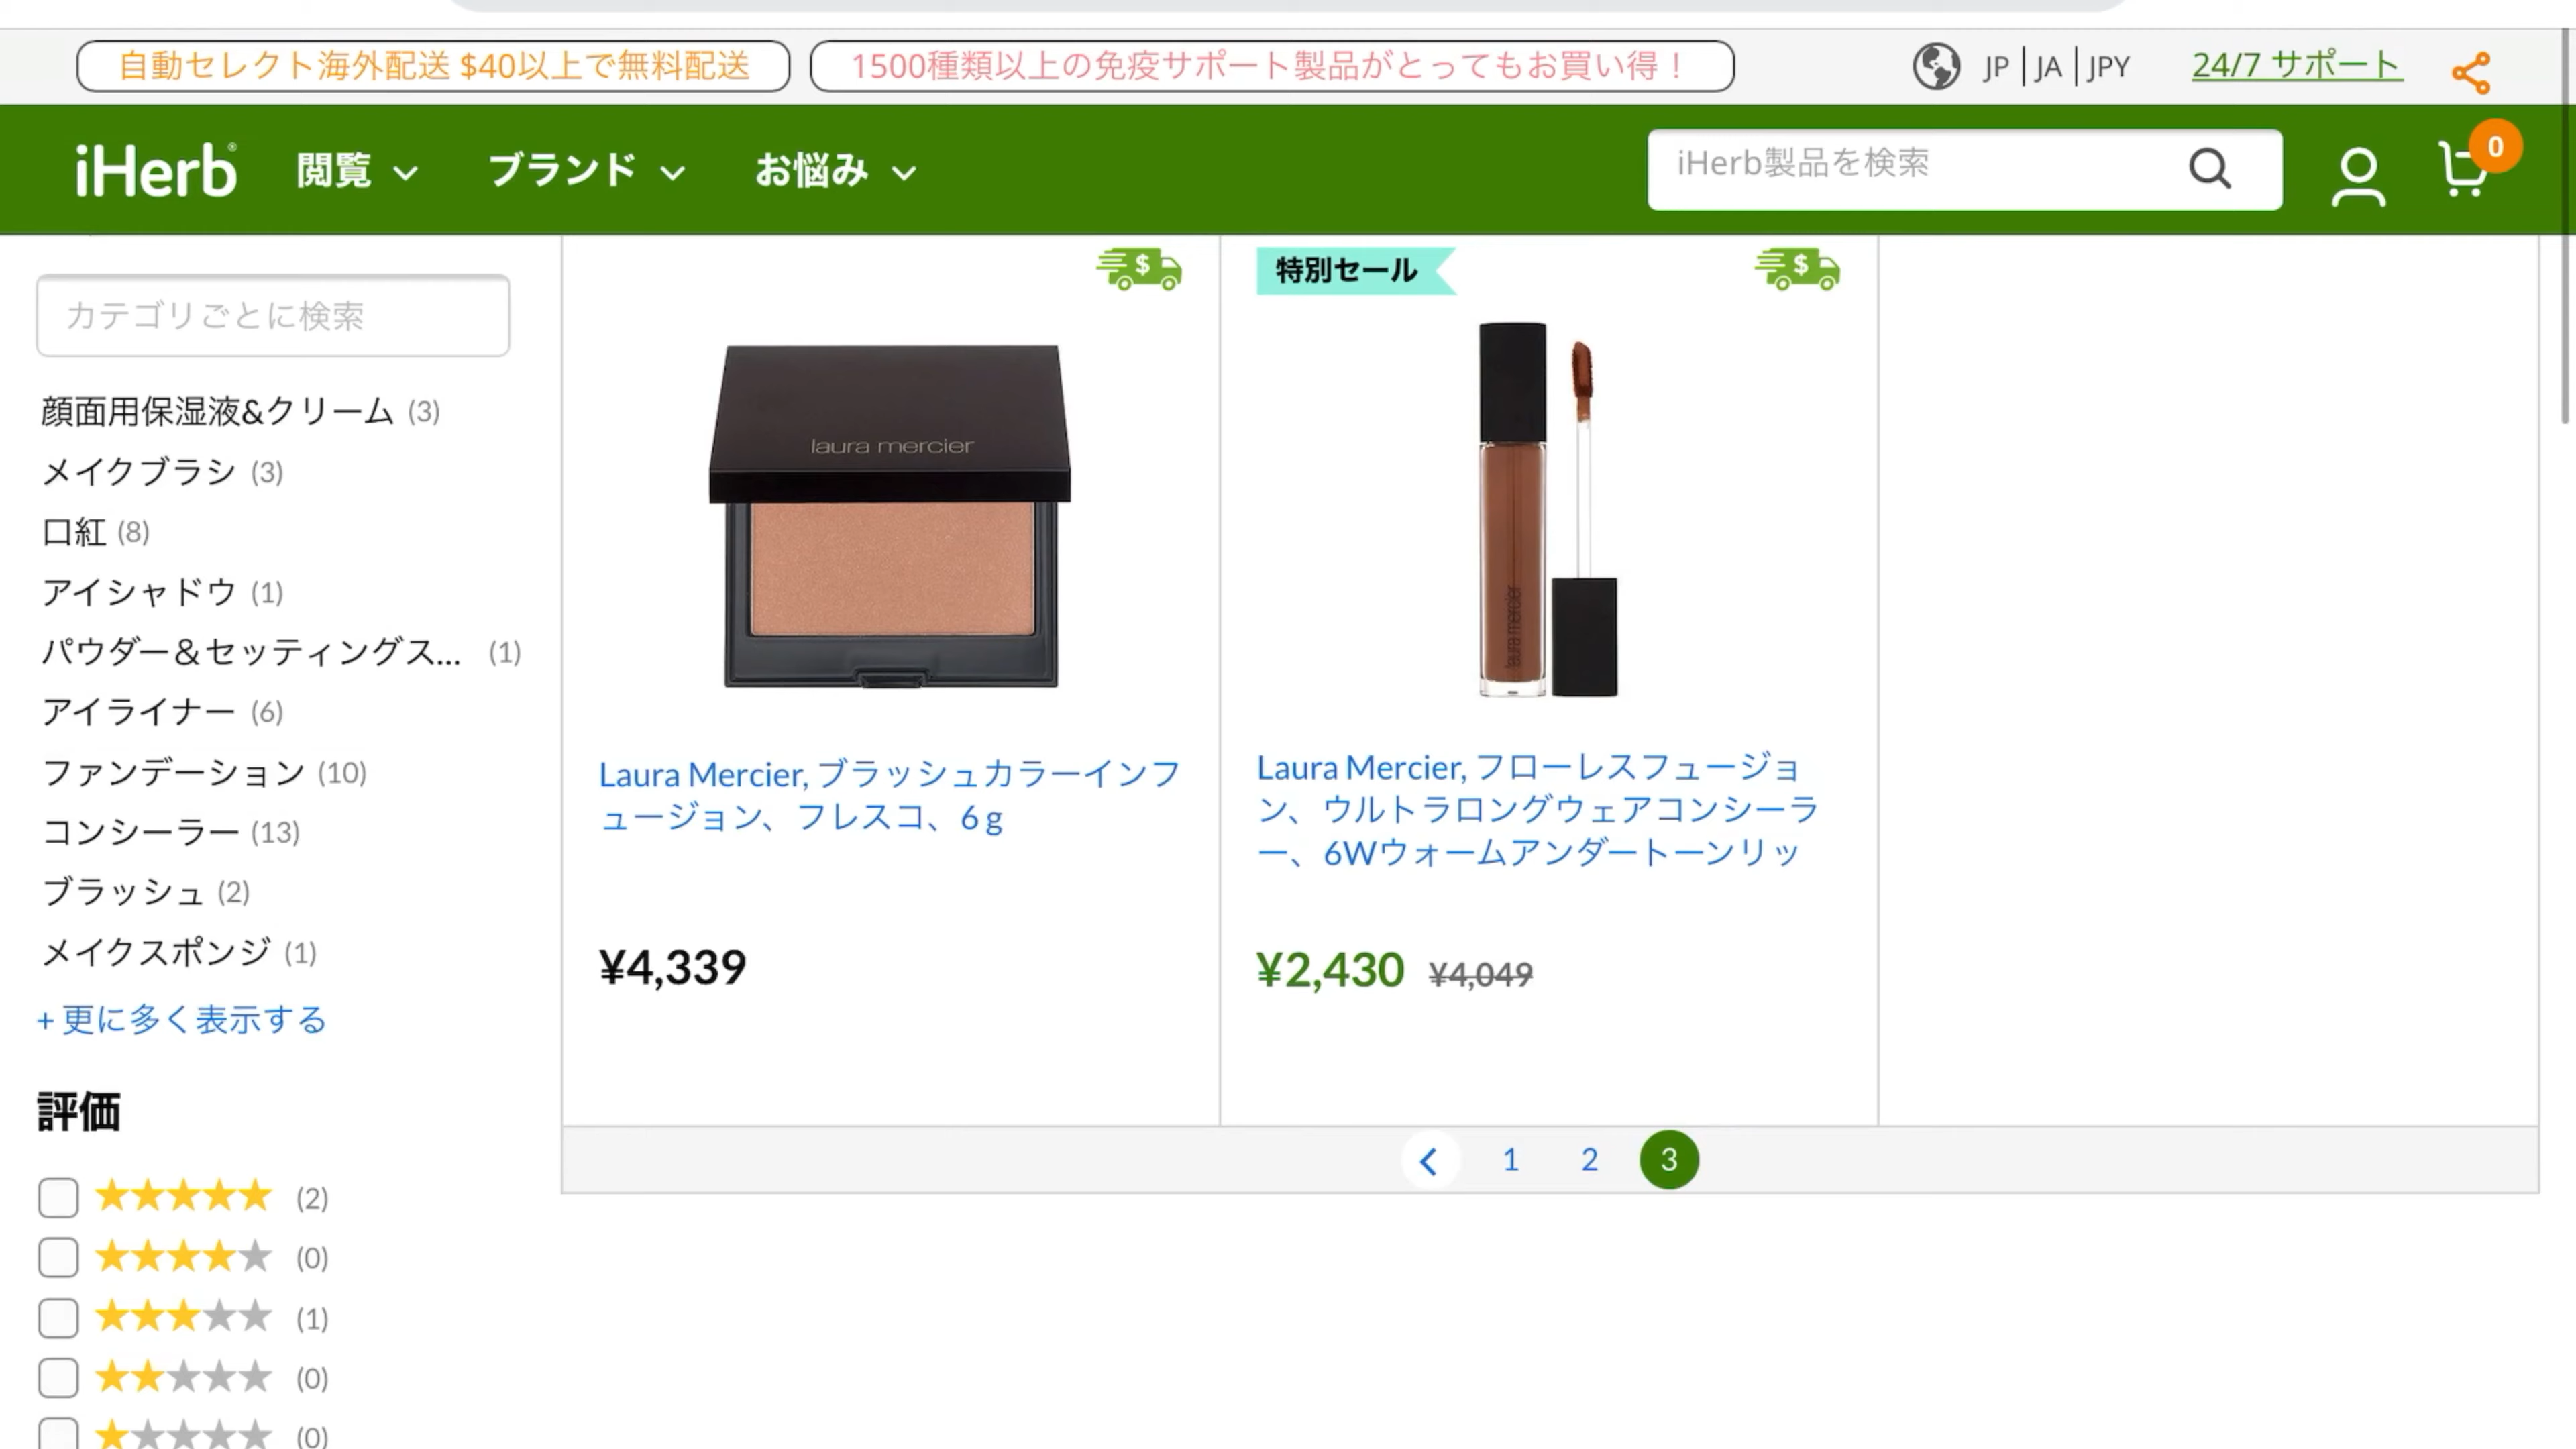 自動セレクト海外配送 $40以上で無料配送
1500種類以上の免疫サポート製品がとってもお買い得！
JP | JA | JPY
24/7 サポート
iHerb®
閲覧
ブランド
お悩み
iHerb製品を検索
0
カテゴリごとに検索
顔面用保湿液&クリーム (3)
メイクブラシ (3)
口紅 (8)
アイシャドウ (1)
パウダー＆セッティングス... (1)
アイライナー (6)
ファンデーション (10)
コンシーラー (13)
ブラッシュ (2)
メイクスポンジ (1)
+ 更に多く表示する
評価
(2)
(0)
(1)
(0)
(0)
$
laura mercier
Laura Mercier, ブラッシュカラーインフ
ュージョン、フレスコ、6 g
¥4,339
特別セール
$
laura mercier
Laura Mercier, フローレスフュージョ
ン、ウルトラロングウェアコンシーラ
ー、6Wウォームアンダートーンリッ
¥2,430 ¥4,049
1 2 3